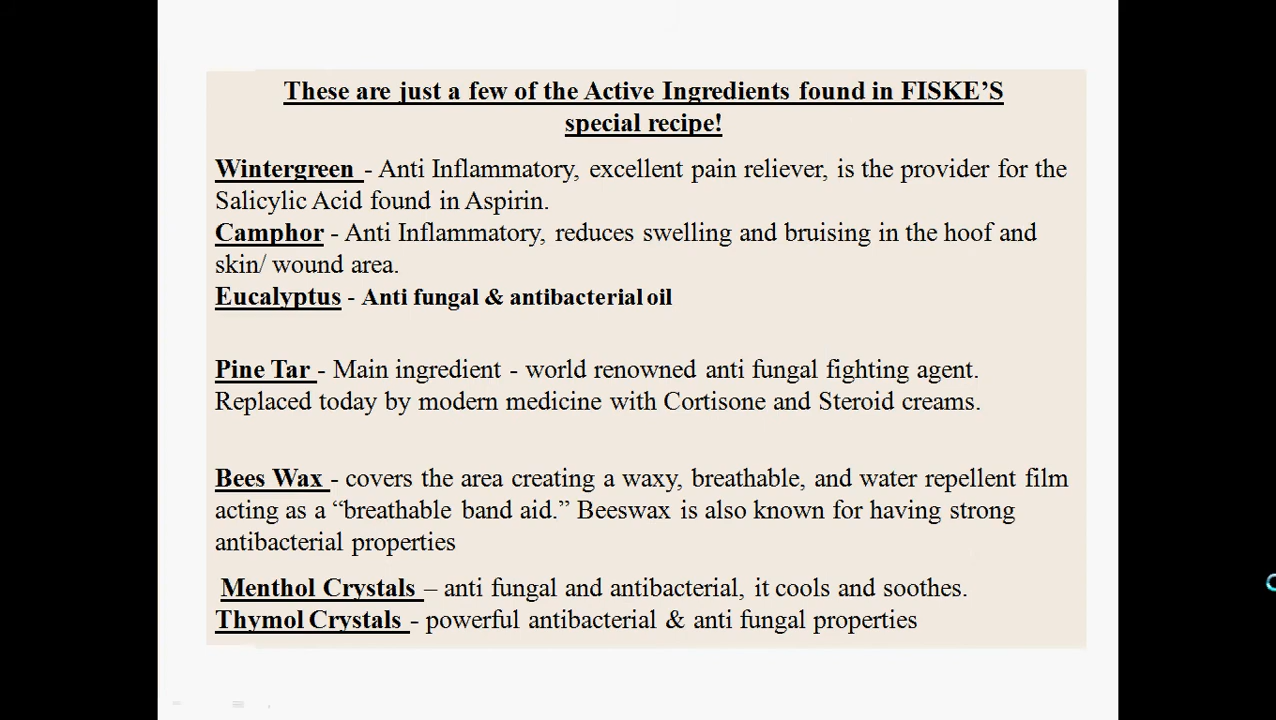 These are just a few of the Active Ingredients found in FISKE’S
special recipe!
Wintergreen - Anti Inflammatory, excellent pain reliever, is the provider for the
Salicylic Acid found in Aspirin.
Camphor - Anti Inflammatory, reduces swelling and bruising in the hoof and
skin/ wound area.
Eucalyptus - Anti fungal & antibacterial oil
Pine Tar - Main ingredient - world renowned anti fungal fighting agent.
Replaced today by modern medicine with Cortisone and Steroid creams.
Bees Wax - covers the area creating a waxy, breathable, and water repellent film
acting as a “breathable band aid.” Beeswax is also known for having strong
antibacterial properties
Menthol Crystals – anti fungal and antibacterial, it cools and soothes.
Thymol Crystals - powerful antibacterial & anti fungal properties